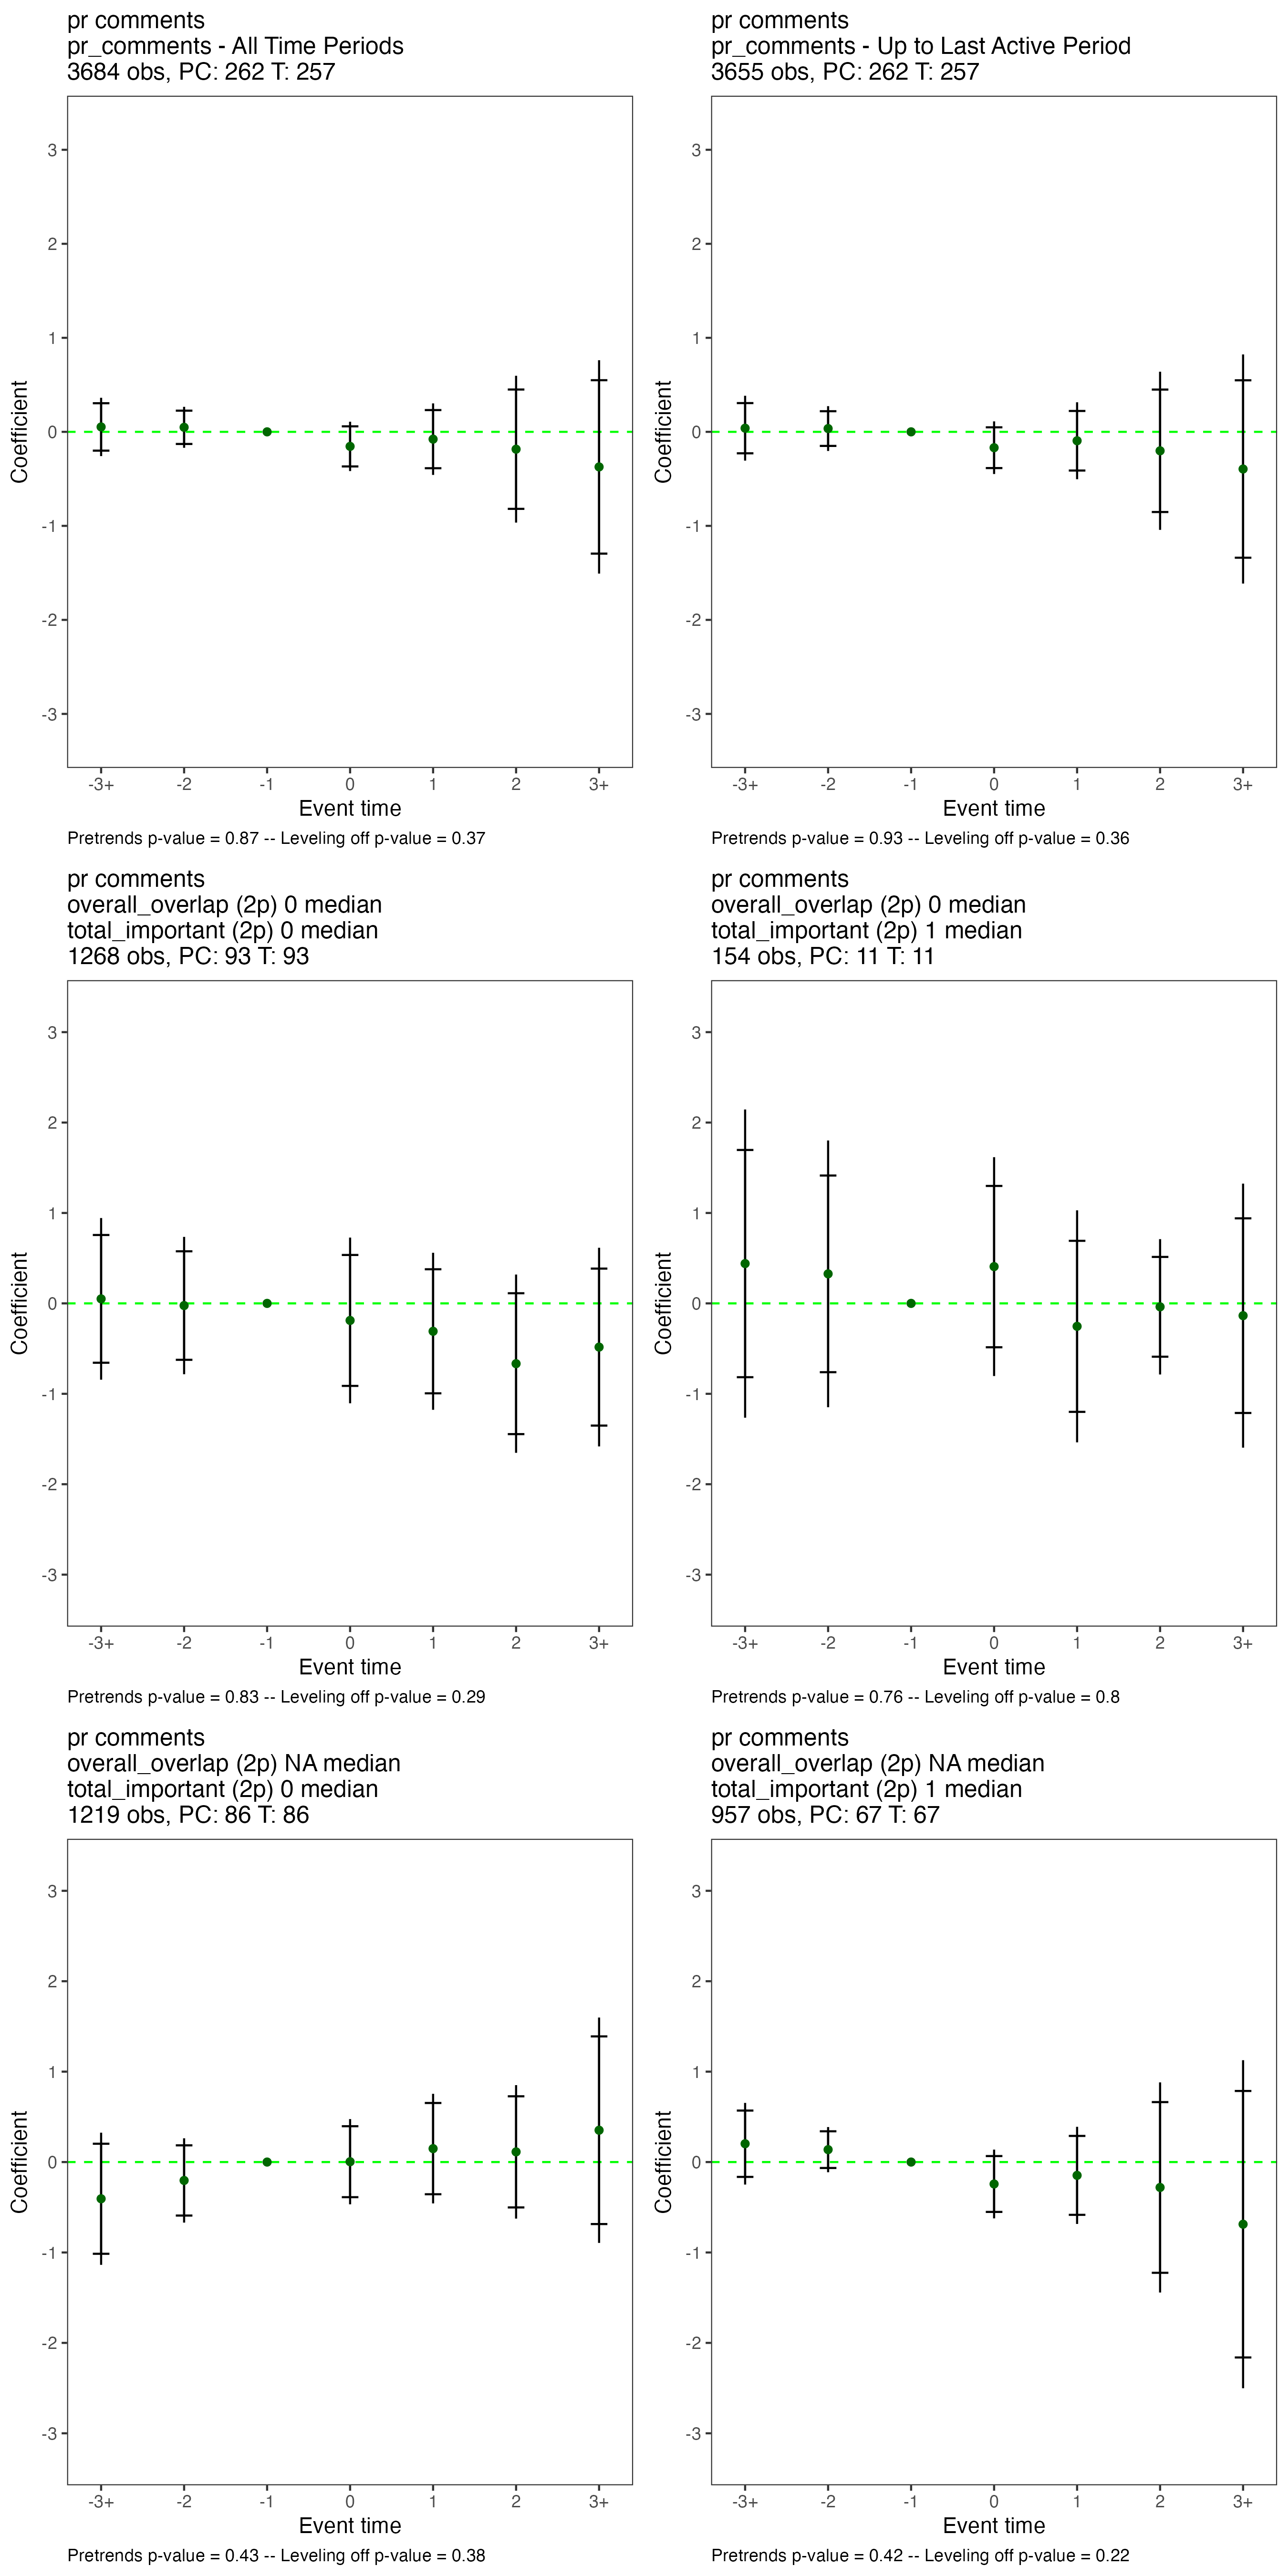 pr comments
pr_comments - All Time Periods
3684 obs, PC: 262 T: 257
Coefficient
3
2
1
0
-1
-2
-3
-3+ -2 -1 0 1 2 3+
Event time
Pretrends p-value = 0.87 -- Leveling off p-value = 0.37
pr comments
pr_comments - Up to Last Active Period
3655 obs, PC: 262 T: 257
Coefficient
3
2
1
0
-1
-2
-3
-3+ -2 -1 0 1 2 3+
Event time
Pretrends p-value = 0.93 -- Leveling off p-value = 0.36
pr comments
overall_overlap (2p) 0 median
total_important (2p) 0 median
1268 obs, PC: 93 T: 93
Coefficient
3
2
1
0
-1
-2
-3
-3+ -2 -1 0 1 2 3+
Event time
Pretrends p-value = 0.83 -- Leveling off p-value = 0.29
pr comments
overall_overlap (2p) 0 median
total_important (2p) 1 median
154 obs, PC: 11 T: 11
Coefficient
3
2
1
0
-1
-2
-3
-3+ -2 -1 0 1 2 3+
Event time
Pretrends p-value = 0.76 -- Leveling off p-value = 0.8
pr comments
overall_overlap (2p) NA median
total_important (2p) 0 median
1219 obs, PC: 86 T: 86
Coefficient
3
2
1
0
-1
-2
-3
-3+ -2 -1 0 1 2 3+
Event time
Pretrends p-value = 0.43 -- Leveling off p-value = 0.38
pr comments
overall_overlap (2p) NA median
total_important (2p) 1 median
957 obs, PC: 67 T: 67
Coefficient
3
2
1
0
-1
-2
-3
-3+ -2 -1 0 1 2 3+
Event time
Pretrends p-value = 0.42 -- Leveling off p-value = 0.22